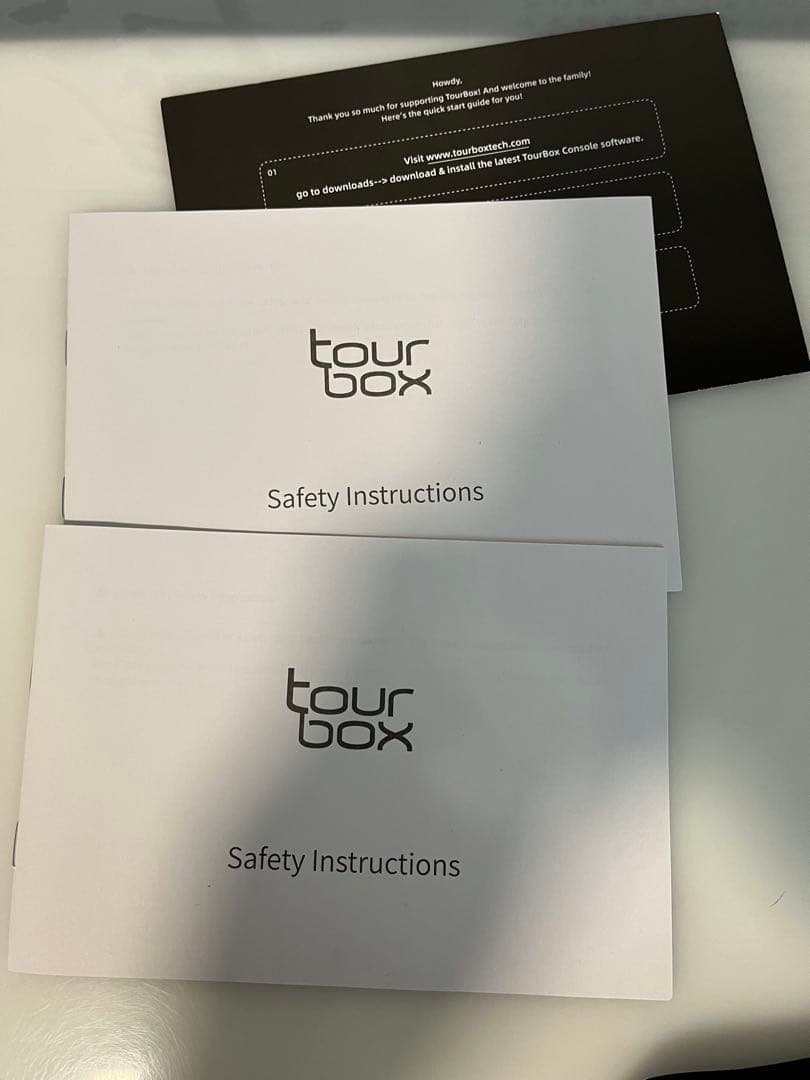 Howdy,
Thank you so much for supporting TourBox! And welcome to the family!
Here's the quick start guide for you!
01
Visit www.tourboxtech.com
go to downloads--> download & install the latest TourBox Console software.
tour
box
Safety Instructions
tour
box
Safety Instructions